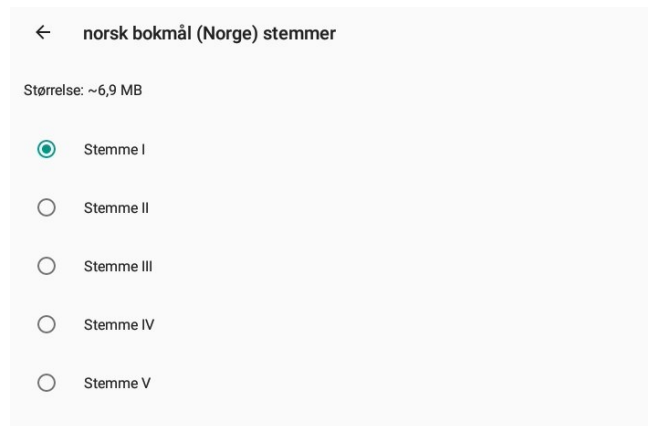 norsk bokmål (Norge) stemmer
Størrelse: ~6,9 MB
Stemme I
Stemme II
Stemme III
Stemme IV
Stemme V